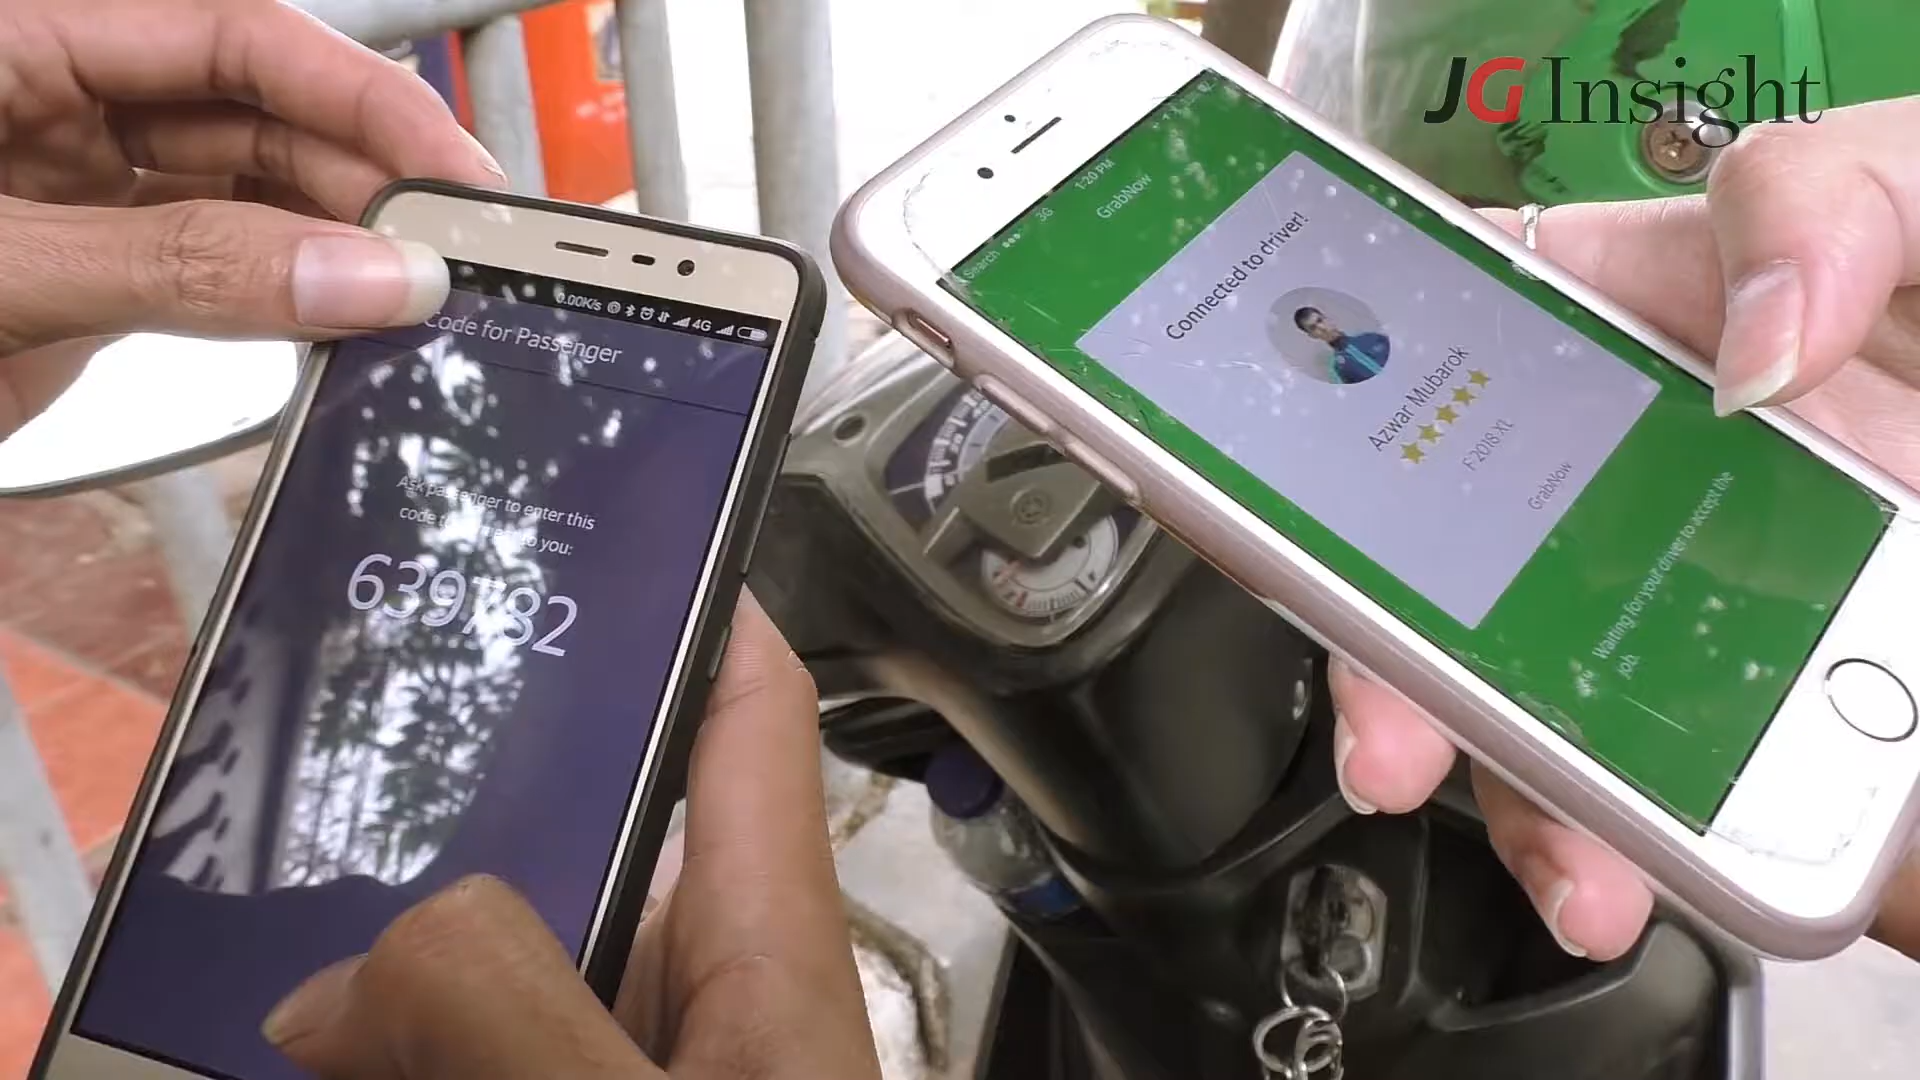 JG Insight
0.00K/s 4G
Code for Passenger
Ask passenger to enter this
code to you:
639782
Search 3G 1:20 PM
GrabNow
Connected to driver!
Azwar Mubarok
F 2018 XL
GrabNow
Waiting for your driver to accept the
job.